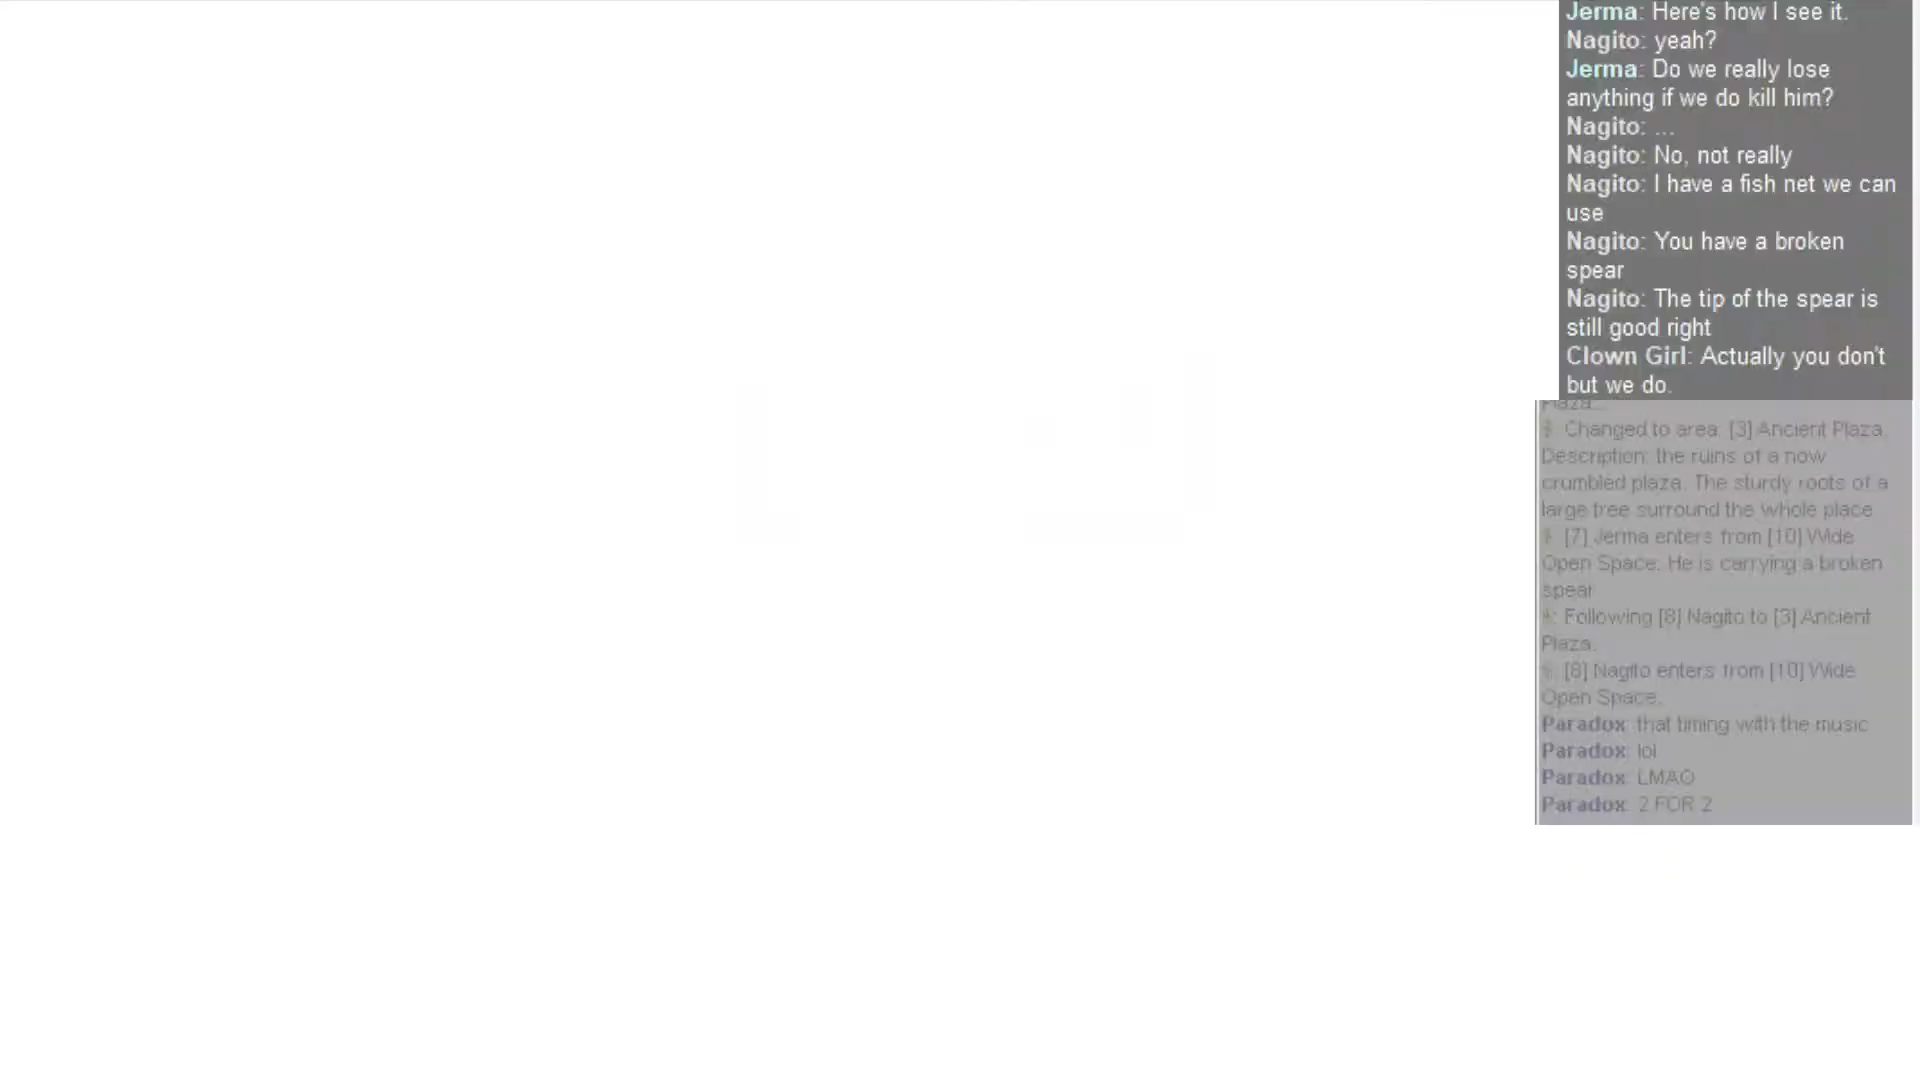 Jerma: Here's how I see it.
Nagito: yeah?
Jerma: Do we really lose
anything if we do kill him?
Nagito: ...
Nagito: No, not really
Nagito: I have a fish net we can
use
Nagito: You have a broken
spear
Nagito: The tip of the spear is
still good right
Clown Girl: Actually you don't
but we do.
Plaza.
Changed to area: [3] Ancient Plaza.
Description: the ruins of a now
crumbled plaza. The sturdy roots of a
large tree surround the whole place
[7] Jerma enters from [10] Wide
Open Space. He is carrying a broken
spear
Following [8] Nagito to [3] Ancient
Plaza.
[8] Nagito enters from [10] Wide
Open Space.
Paradox: that timing with the music
Paradox: lol
Paradox: LMAO
Paradox: 2 FOR 2